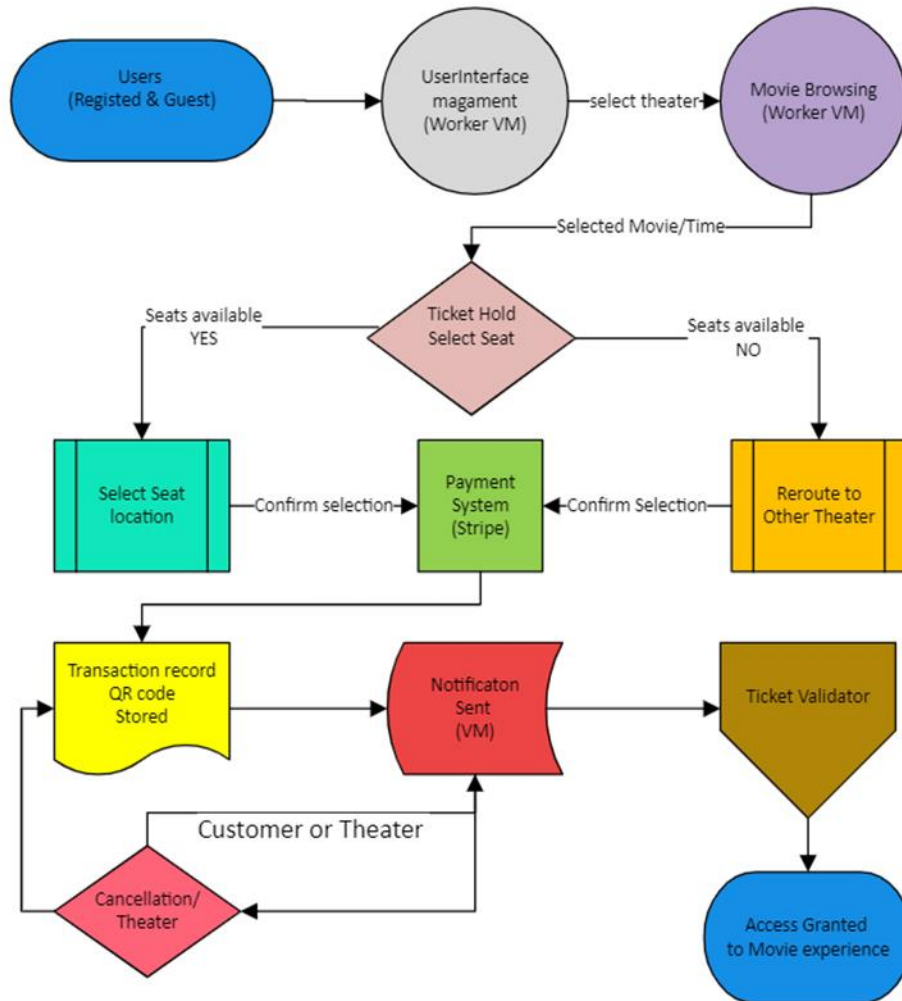 Users
(Registed & Guest)
UserInterface
magament
(Worker VM)
select theater
Movie Browsing
(Worker VM)
Selected Movie/Time
Ticket Hold
Select Seat
Seats available
YES
Seats available
NO
Select Seat
location
Confirm selection
Payment
System
(Stripe)
Confirm Selection
Reroute to
Other Theater
Transaction record
QR code
Stored
Notificaton
Sent
(VM)
Ticket Validator
Customer or Theater
Cancellation/
Theater
Access Granted
to Movie experience